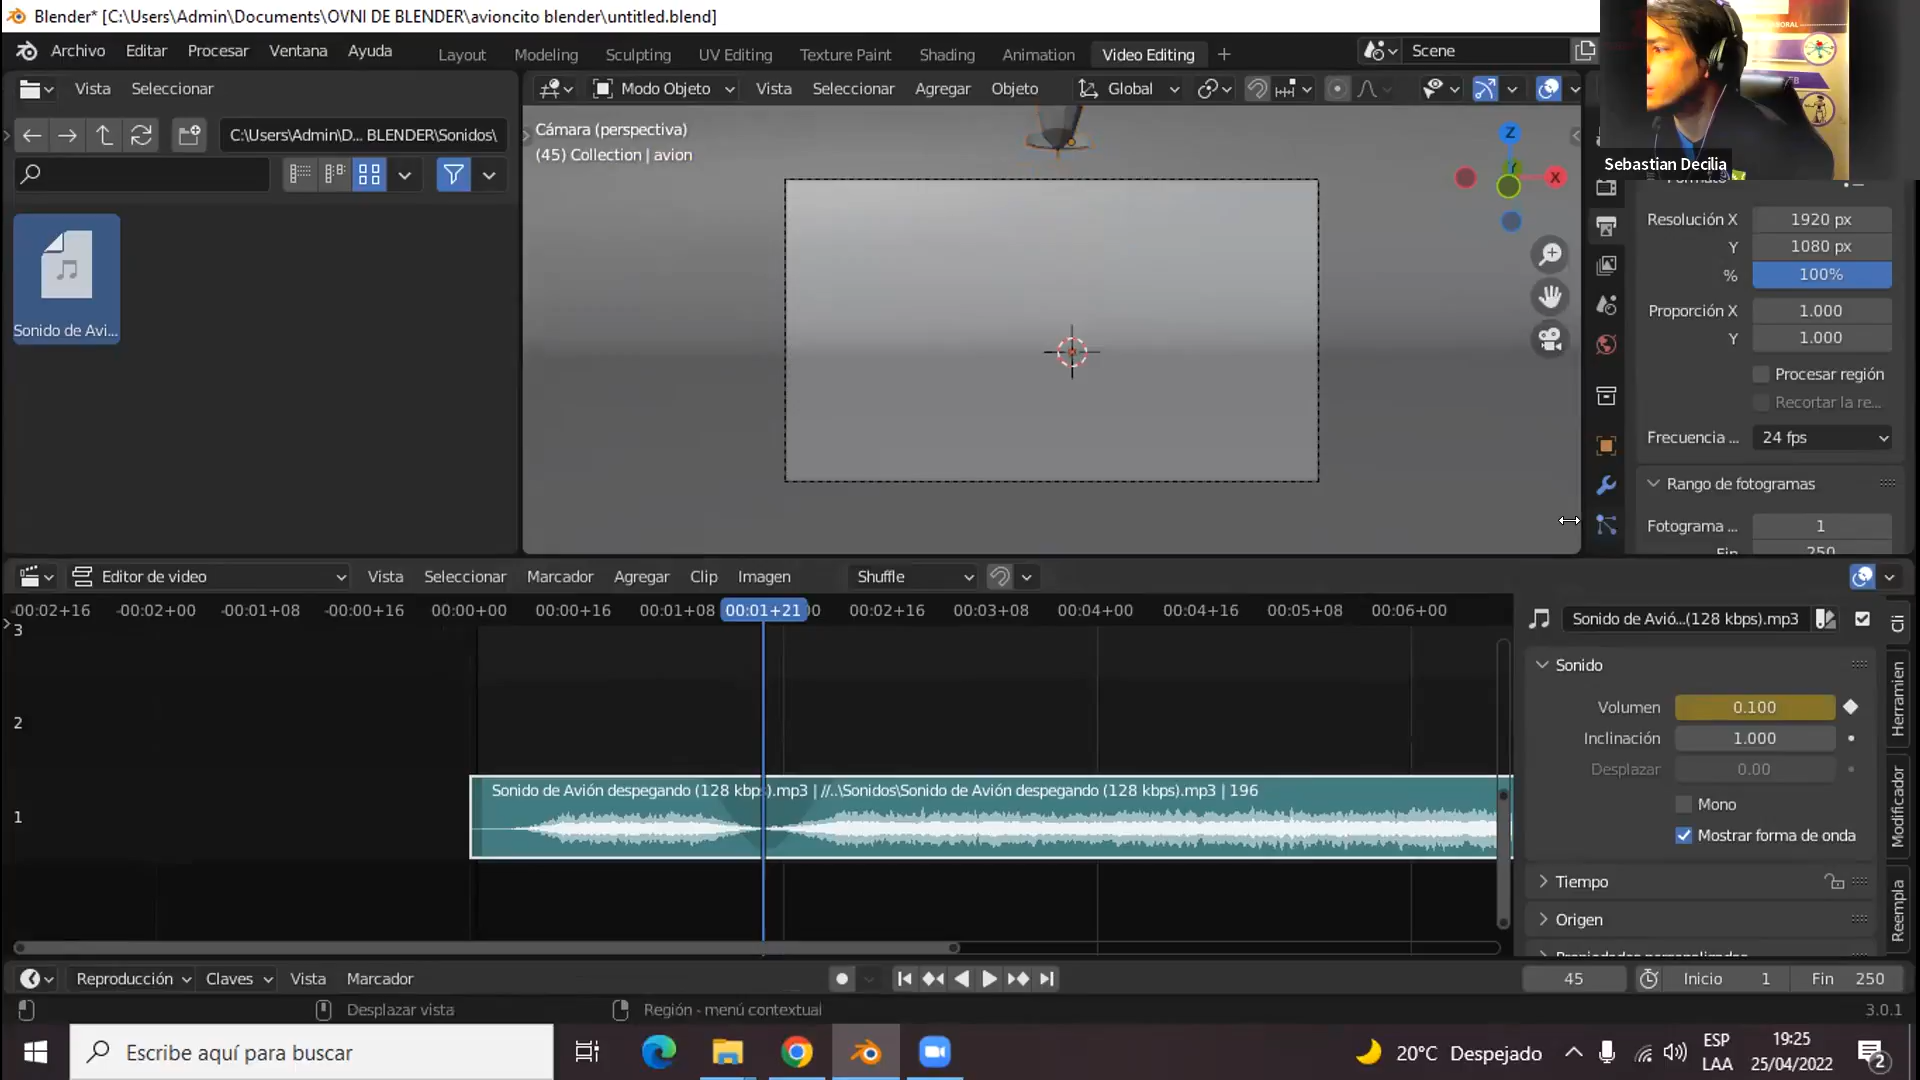 Blender* [C:\Users\Admin\Documents\OVNI DE BLENDER\avioncito blender\untitled.blend]
Archivo Editar Procesar Ventana Ayuda
Layout Modeling Sculpting UV Editing Texture Paint Shading Animation Video Editing +
Scene
Vista Seleccionar
Modo Objeto Vista Seleccionar Agregar Objeto Global
C:\Users\Admin\D... BLENDER\Sonidos\
Sonido de Avi...
Cámara (perspectiva)
(45) Collection | avion
Z
Y
X
Sebastian Decilia
Formato
Resolución X 1920 px
Y 1080 px
% 100%
Proporción X 1.000
Y 1.000
Procesar región
Recortar la re...
Frecuencia ... 24 fps
Rango de fotogramas
Fotograma ... 1
Fin 250
Editor de video Vista Seleccionar Marcador Agregar Clip Imagen Shuffle
-00:02+16 -00:02+00 -00:01+08 -00:00+16 00:00+00 00:00+16 00:01+08 00:01+21 00:02+16 00:03+08 00:04+00 00:04+16 00:05+08 00:06+00
3
2
1
Sonido de Avión despegando (128 kbps).mp3 | //..\Sonidos\Sonido de Avión despegando (128 kbps).mp3 | 196
Sonido de Avió...(128 kbps).mp3
Sonido
Volumen 0.100
Inclinación 1.000
Desplazar 0.00
Mono
Mostrar forma de onda
Tiempo
Origen
Propiedades personalizadas
Cli
Herramien
Modificador
Reempla
Reproducción Claves Vista Marcador
45 Inicio 1 Fin 250
Desplazar vista Región - menú contextual 3.0.1
Escribe aquí para buscar
20°C Despejado
ESP
LAA
19:25
25/04/2022
2